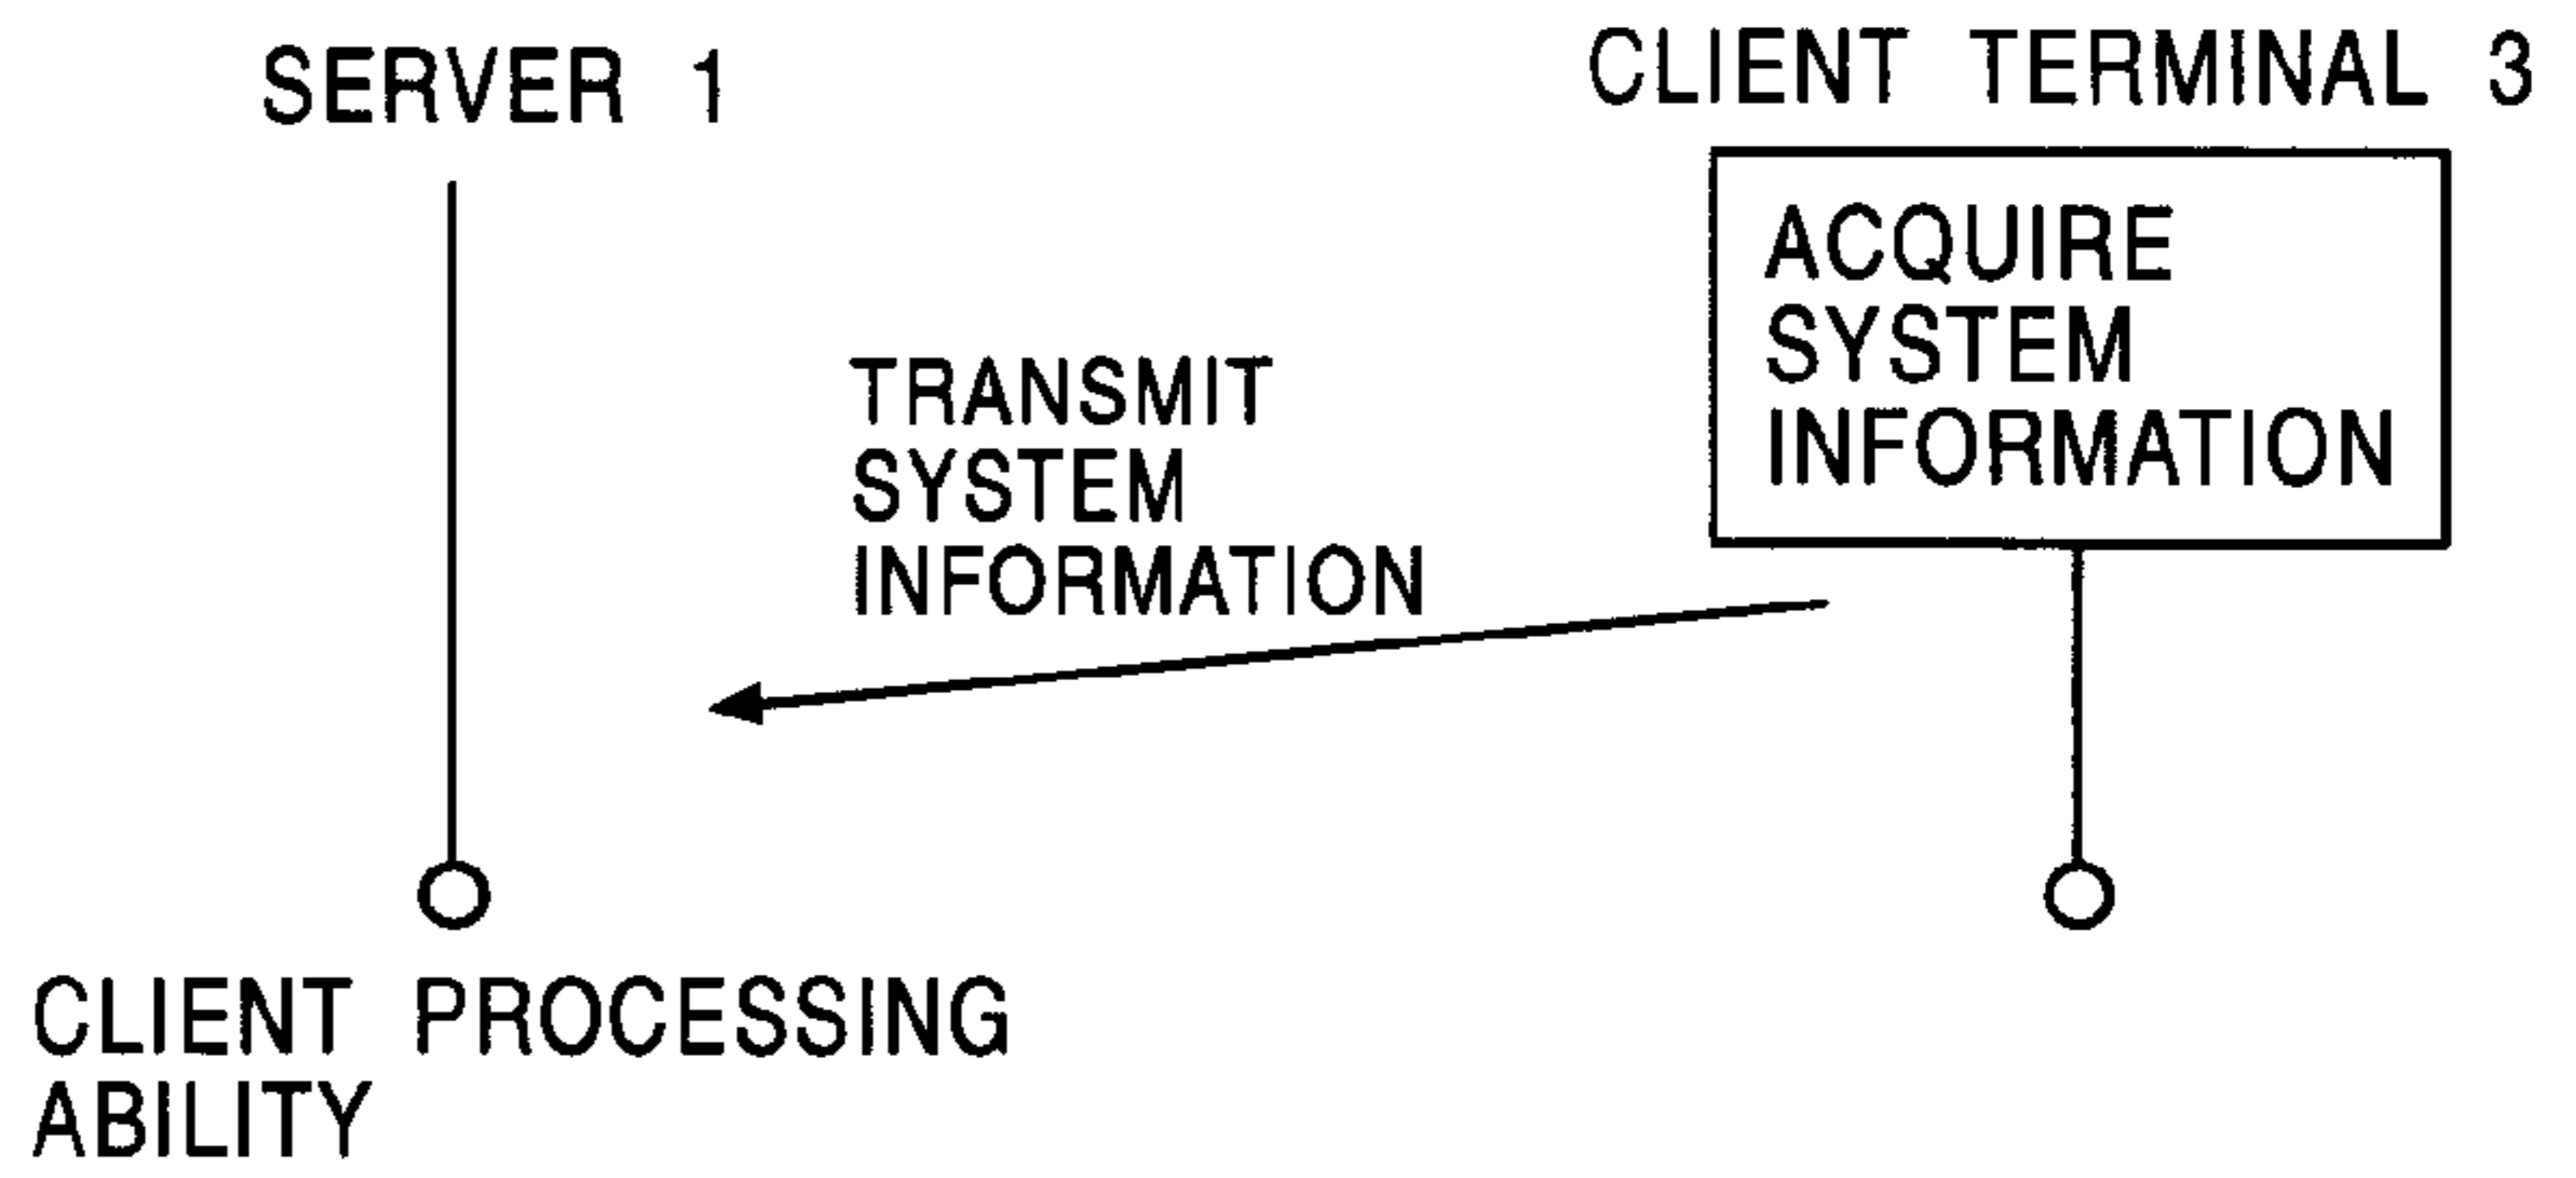 SERVER 1
CLIENT TERMINAL 3
ACQUIRE
SYSTEM
INFORMATION
TRANSMIT
SYSTEM
INFORMATION
CLIENT PROCESSING
ABILITY